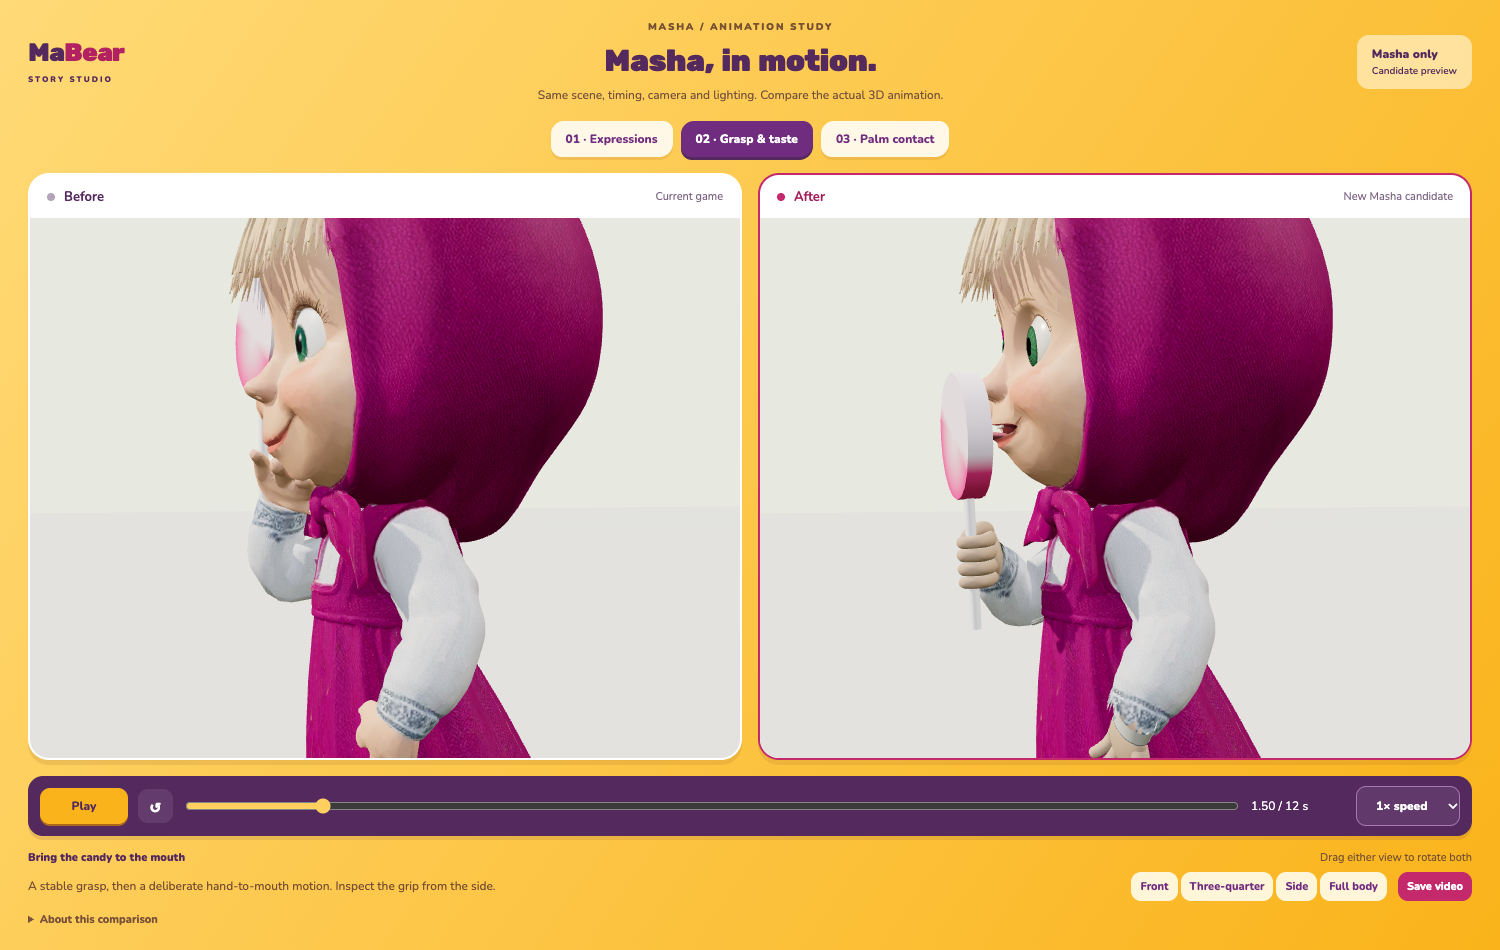 MASHA / ANIMATION STUDY
MaBear
STORY STUDIO
Masha, in motion.
Same scene, timing, camera and lighting. Compare the actual 3D animation.
Masha only
Candidate preview
01 · Expressions
02 · Grasp & taste
03 · Palm contact
Before
Current game
After
New Masha candidate
Play
↺
1.50 / 12 s
1× speed
Bring the candy to the mouth
Drag either view to rotate both
A stable grasp, then a deliberate hand-to-mouth motion. Inspect the grip from the side.
Front
Three-quarter
Side
Full body
Save video
About this comparison